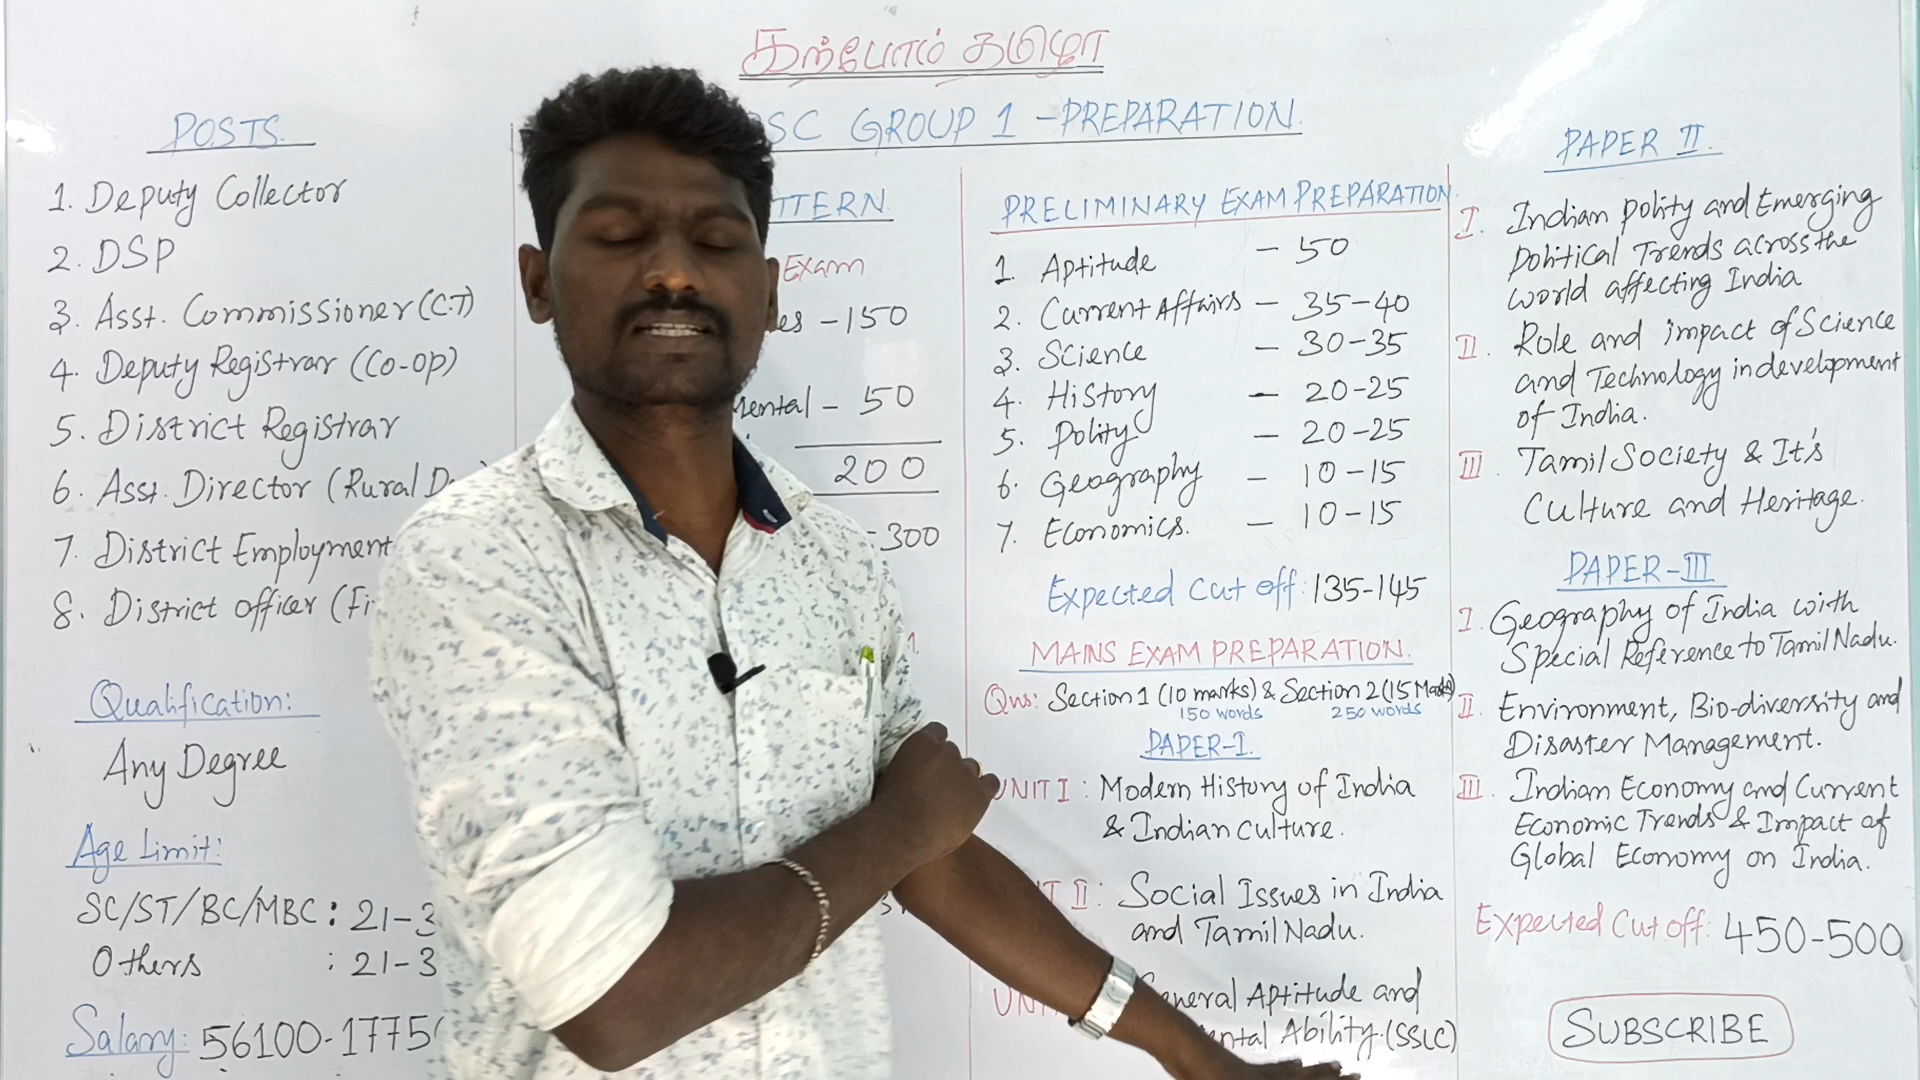 கற்போம் தமிழா
SC GROUP 1 - PREPARATION.
POSTS.
1. Deputy Collector
2. DSP
3. Asst. Commissioner (C.T)
4. Deputy Registrar (Co-op)
5. District Registrar
6. Asst. Director (Rural D
7. District Employment
8. District officer (Fi
Qualification:
Any Degree
Age Limit:
SC/ST/BC/MBC : 21-3
Others : 21-3
Salary: 56100-1775
TTERN.
Exam
es - 150
Mental - 50
200
-300
PRELIMINARY EXAM PREPARATION.
1. Aptitude - 50
2. Current Affairs - 35-40
3. Science - 30-35
4. History - 20-25
5. Polity - 20-25
6. Geography - 10-15
7. Economics. - 10-15
Expected Cut off: 135-145
MAINS EXAM PREPARATION.
Qns: Section 1 (10 marks) & Section 2 (15 Marks)
150 words 250 words
PAPER-I.
UNIT I : Modern History of India
& Indian culture.
T II : Social Issues in India
and Tamil Nadu.
UN General Aptitude and
ental Ability. (SSLC)
PAPER II.
I. Indian polity and Emerging
political Trends across the
world affecting India
II. Role and impact of Science
and Technology in development
of India.
III. Tamil Society & It's
Culture and Heritage.
PAPER-III
I. Geography of India with
Special Reference to Tamil Nadu.
II. Environment, Bio-diversity and
Disaster Management.
III. Indian Economy and Current
Economic Trends & Impact of
Global Economy on India.
Expected Cut off: 450-500
SUBSCRIBE